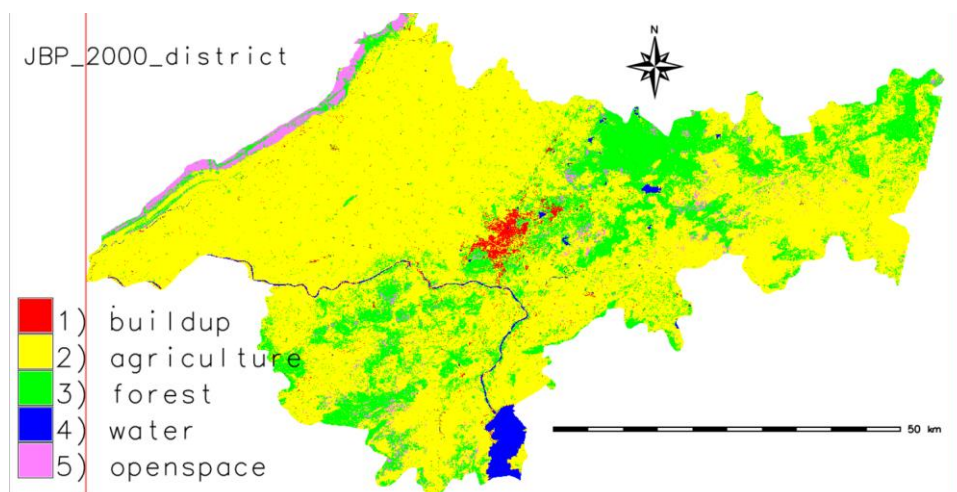 N
JBP_2000_district
1) buildup
2) agriculture
3) forest
4) water
5) openspace
50 km